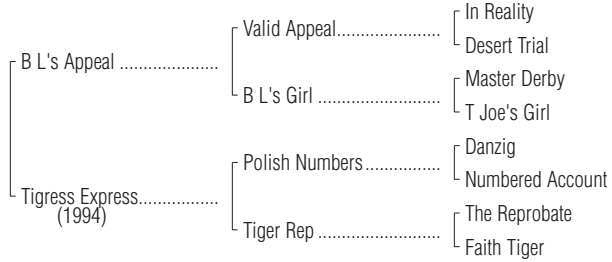 In Reality
Valid Appeal..................
Desert Trial
B L's Appeal .....................
Master Derby
B L's Girl .........................
T Joe's Girl
Danzig
Polish Numbers................
Numbered Account
Tigress Express.................
(1994)
The Reprobate
Tiger Rep .........................
Faith Tiger